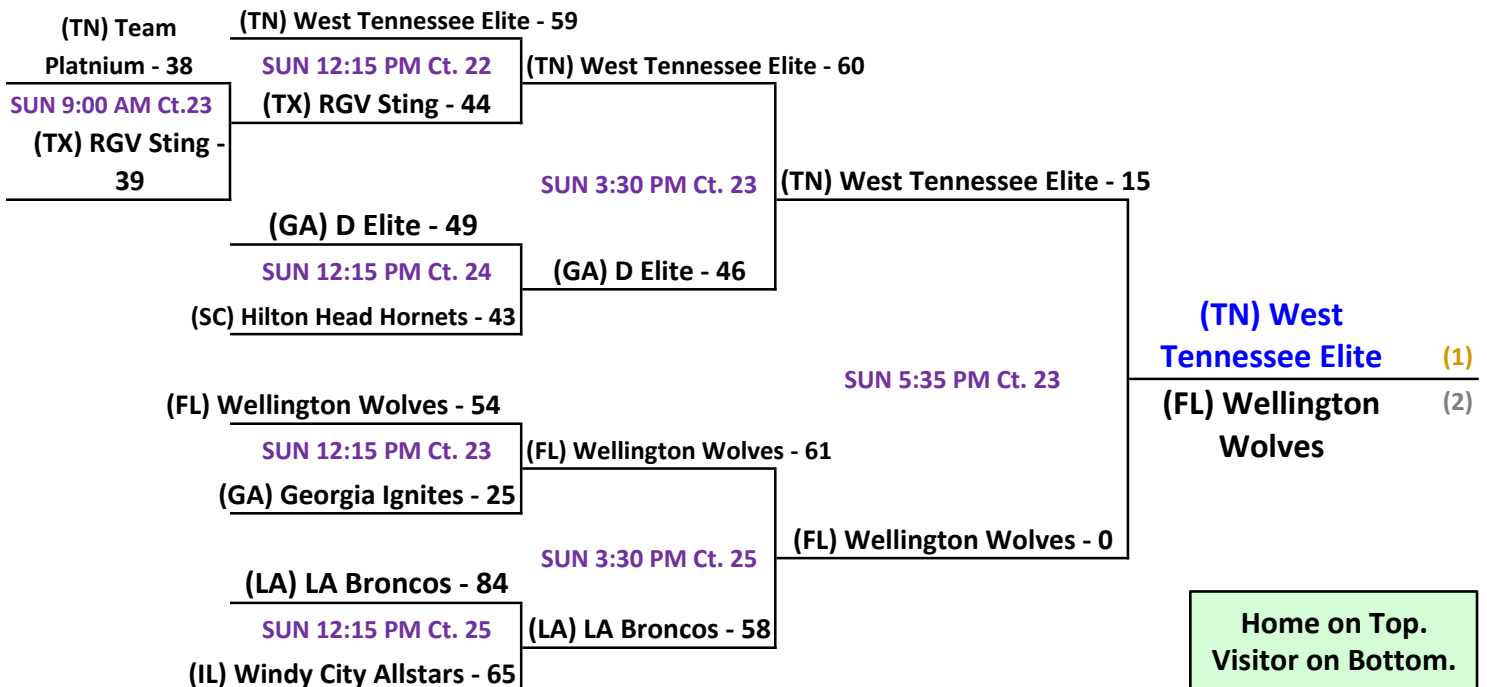 (TN) Team
Platnium - 38
SUN 9:00 AM Ct.23
(TX) RGV Sting -
39
(TN) West Tennessee Elite - 59
SUN 12:15 PM Ct. 22
(TX) RGV Sting - 44
(GA) D Elite - 49
SUN 12:15 PM Ct. 24
(SC) Hilton Head Hornets - 43
(FL) Wellington Wolves - 54
SUN 12:15 PM Ct. 23
(GA) Georgia Ignites - 25
(LA) LA Broncos - 84
SUN 12:15 PM Ct. 25
(IL) Windy City Allstars - 65
(TN) West Tennessee Elite - 60
SUN 3:30 PM Ct. 23
(GA) D Elite - 46
(FL) Wellington Wolves - 61
SUN 3:30 PM Ct. 25
(LA) LA Broncos - 58
(TN) West Tennessee Elite - 15
SUN 5:35 PM Ct. 23
(FL) Wellington Wolves - 0
(TN) West
Tennessee Elite (1)
(FL) Wellington (2)
Wolves
Home on Top.
Visitor on Bottom.